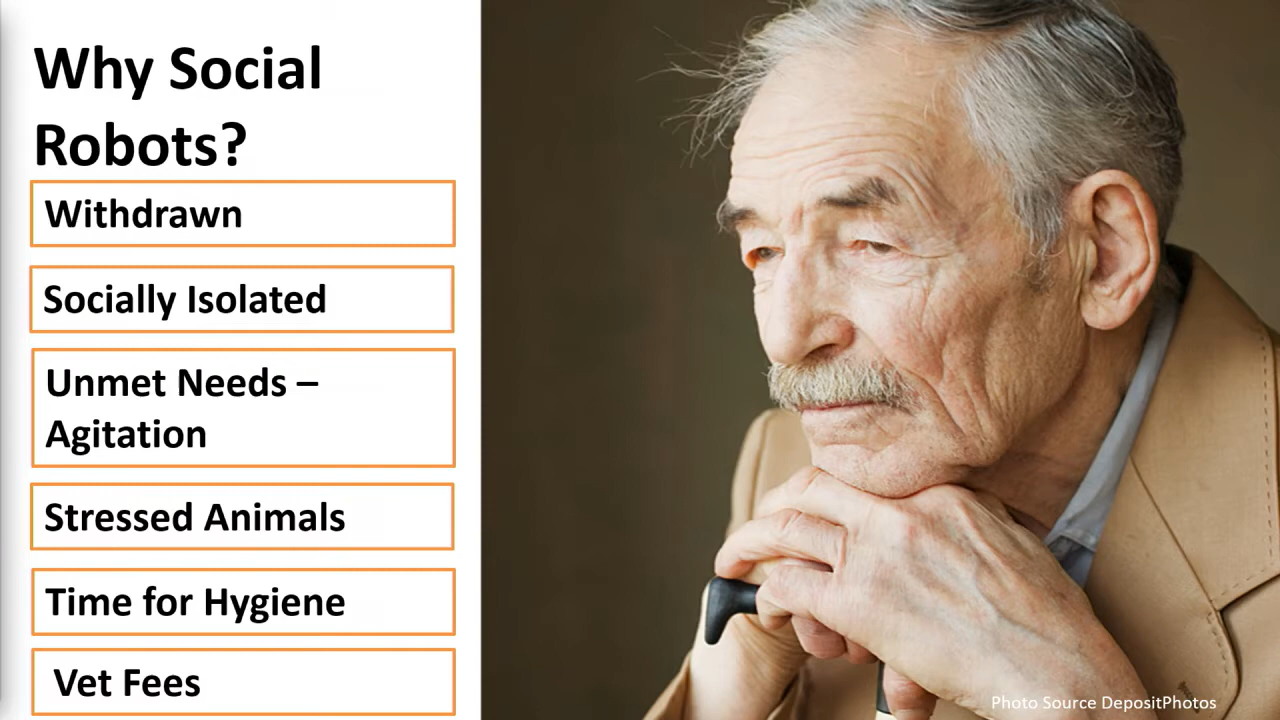 Why Social
Robots?
Withdrawn
Socially Isolated
Unmet Needs –
Agitation
Stressed Animals
Time for Hygiene
Vet Fees
Photo Source DepositPhotos